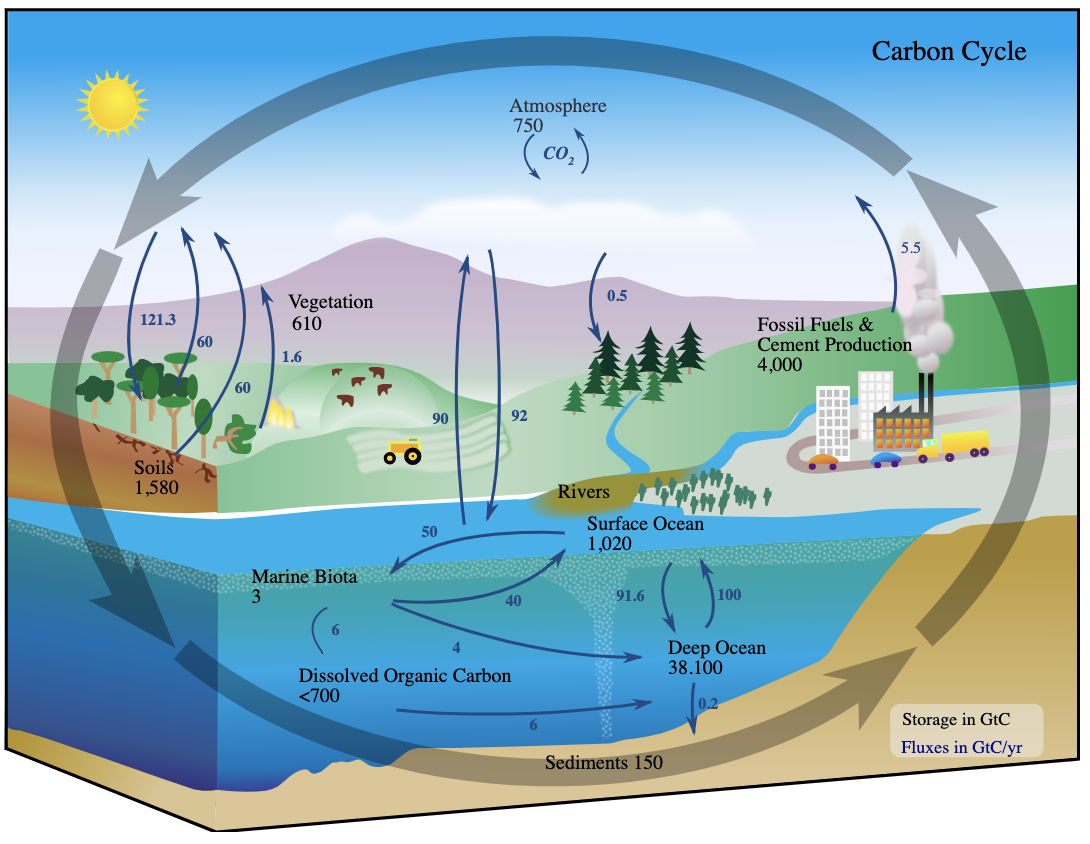 Carbon Cycle
Atmosphere
750
CO2
5.5
121.3
60
60
1.6
Vegetation
610
0.5
Fossil Fuels &
Cement Production
4,000
90
92
Soils
1,580
Rivers
Surface Ocean
1,020
50
Marine Biota
3
40
91.6
100
6
4
Deep Ocean
38.100
Dissolved Organic Carbon
<700
6
0.2
Sediments 150
Storage in GtC
Fluxes in GtC/yr